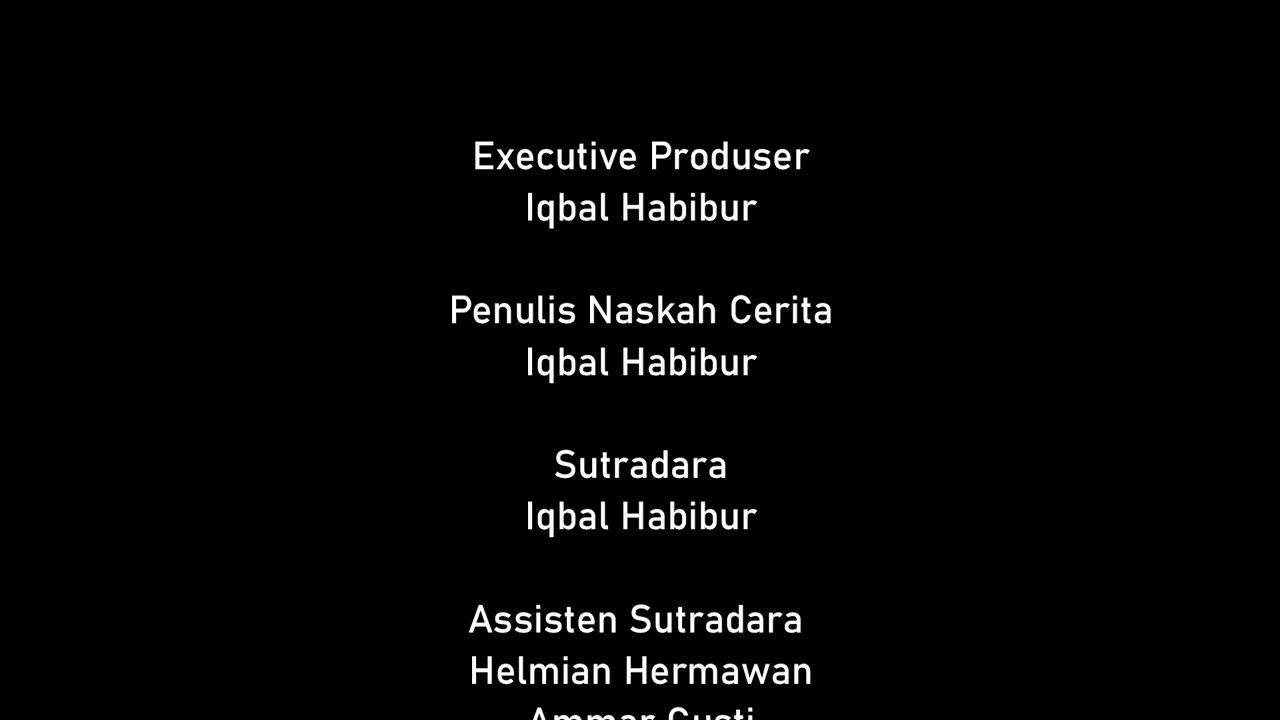 Executive Produser
Iqbal Habibur
Penulis Naskah Cerita
Iqbal Habibur
Sutradara
Iqbal Habibur
Assisten Sutradara
Helmian Hermawan
Ammar Gusti